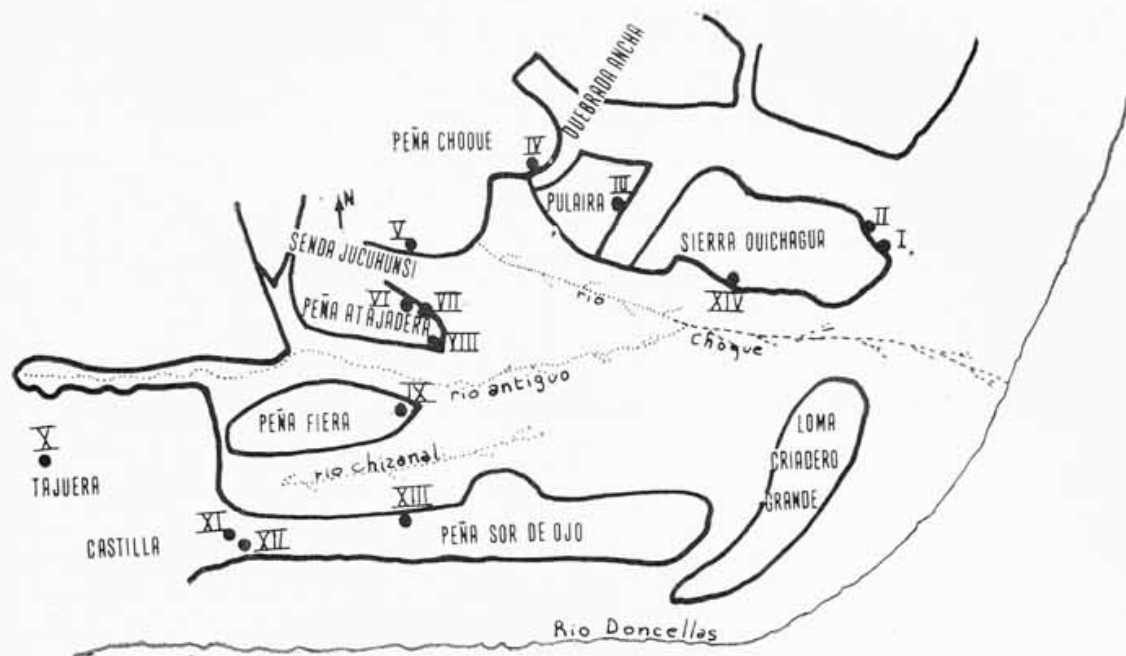 QUEBRADA ANCHA
PEÑA CHOQUE
IV
III
PULAIRA
N
V
SENDA JUCUHUNSI
II
I
SIERRA QUICHAGUA
XIV
VI
VII
PEÑA ATAJADERA
VIII
rio
choque
rio antiguo
IX
PEÑA FIERA
LOMA
CRIADERO
GRANDE
X
TAJUERA
rio chizanal
XIII
XI
XII
CASTILLA
PEÑA SOR DE OJO
Rio Doncellas